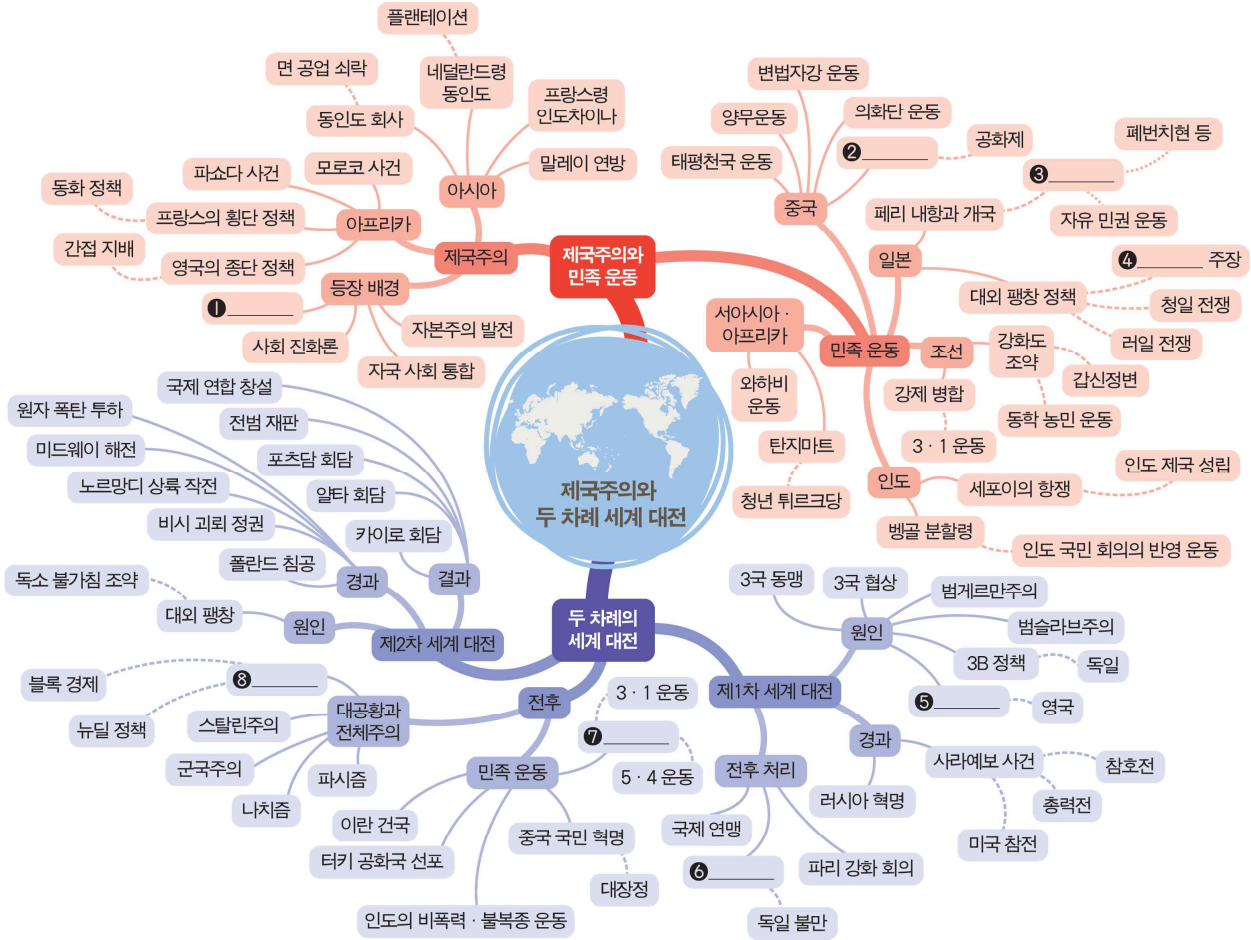 플랜테이션
면 공업 쇠락
네덜란드령
동인도
프랑스령
인도차이나
동인도 회사
말레이 연방
아시아
파쇼다 사건
모로코 사건
동화 정책
프랑스의 횡단 정책
아프리카
간접 지배
영국의 종단 정책
제국주의
등장 배경
❶________
사회 진화론
자국 사회 통합
자본주의 발전
제국주의와
민족 운동
변법자강 운동
양무운동
의화단 운동
태평천국 운동
❷________
공화제
중국
폐번치현 등
❸________
페리 내항과 개국
자유 민권 운동
일본
❹________ 주장
대외 팽창 정책
청일 전쟁
러일 전쟁
서아시아 ·
아프리카
민족 운동
조선
강화도
조약
갑신정변
와하비
운동
강제 병합
동학 농민 운동
3 · 1 운동
탄지마트
청년 튀르크당
인도
세포이의 항쟁
인도 제국 성립
벵골 분할령
인도 국민 회의의 반영 운동
제국주의와
두 차례 세계 대전
국제 연합 창설
원자 폭탄 투하
전범 재판
미드웨이 해전
포츠담 회담
노르망디 상륙 작전
얄타 회담
비시 괴뢰 정권
카이로 회담
폴란드 침공
경과
결과
독소 불가침 조약
대외 팽창
원인
제2차 세계 대전
두 차례의
세계 대전
3국 동맹
3국 협상
범게르만주의
원인
범슬라브주의
3B 정책
독일
❺________
영국
제1차 세계 대전
경과
사라예보 사건
참호전
총력전
러시아 혁명
미국 참전
전후 처리
국제 연맹
파리 강화 회의
❻________
독일 불만
전후
3 · 1 운동
❼________
5 · 4 운동
민족 운동
이란 건국
터키 공화국 선포
중국 국민 혁명
대장정
인도의 비폭력 · 불복종 운동
❽________
블록 경제
뉴딜 정책
대공황과
전체주의
스탈린주의
군국주의
파시즘
나치즘